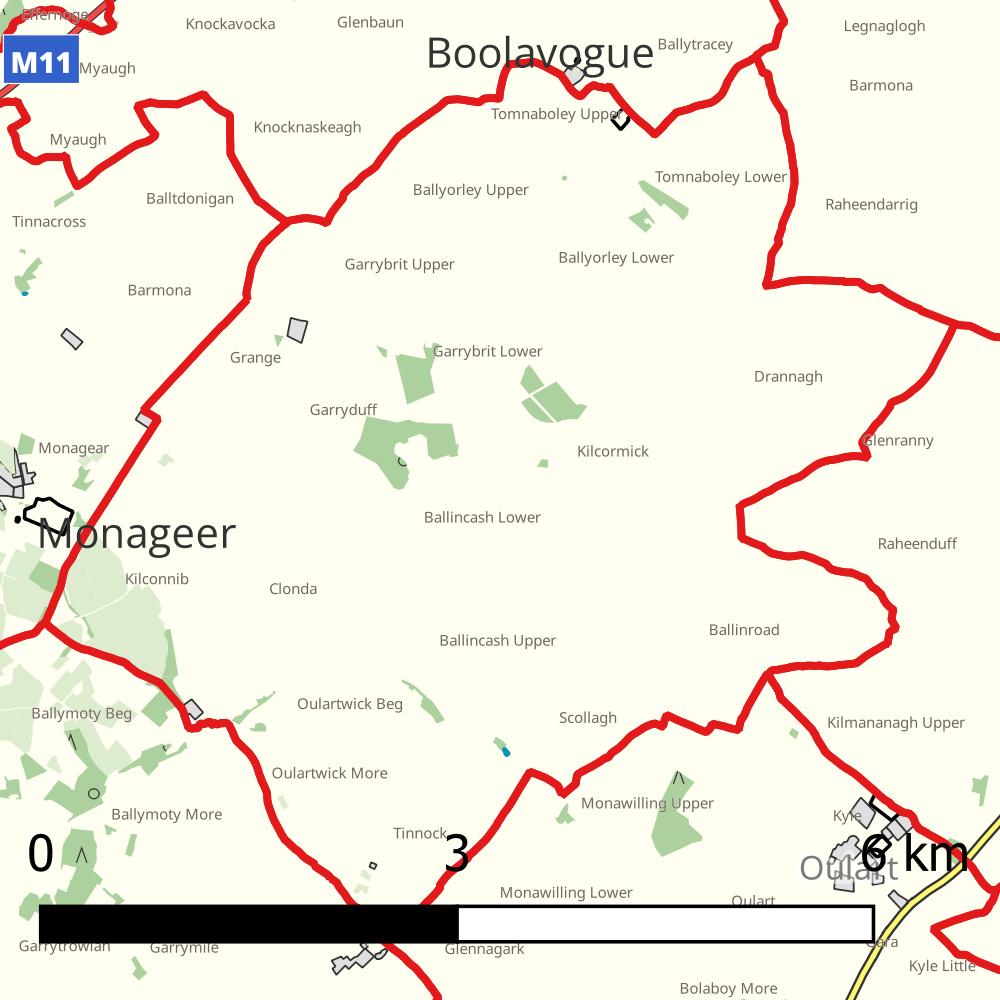 Effernoge
Knockavocka
Glenbaun
Legnaglogh
Ballytracey
Boolavogue
M11
Myaugh
Barmona
Tomnaboley Upper
Knocknaskeagh
Myaugh
Tomnaboley Lower
Ballyorley Upper
Balltdonigan
Raheendarrig
Tinnacross
Ballyorley Lower
Garrybrit Upper
Barmona
Garrybrit Lower
Grange
Drannagh
Garryduff
Glenranny
Monagear
Kilcormick
Ballincash Lower
Monageer
Raheenduff
Kilconnib
Clonda
Ballinroad
Ballincash Upper
Oulartwick Beg
Ballymoty Beg
Scollagh
Kilmananagh Upper
Oulartwick More
Monawilling Upper
Ballymoty More
Kyle
Tinnock
0
3
6 km
Oulart
Monawilling Lower
Oulart
Garrytrowlan
Garrymile
Glennagark
Kyle Little
Bolaboy More